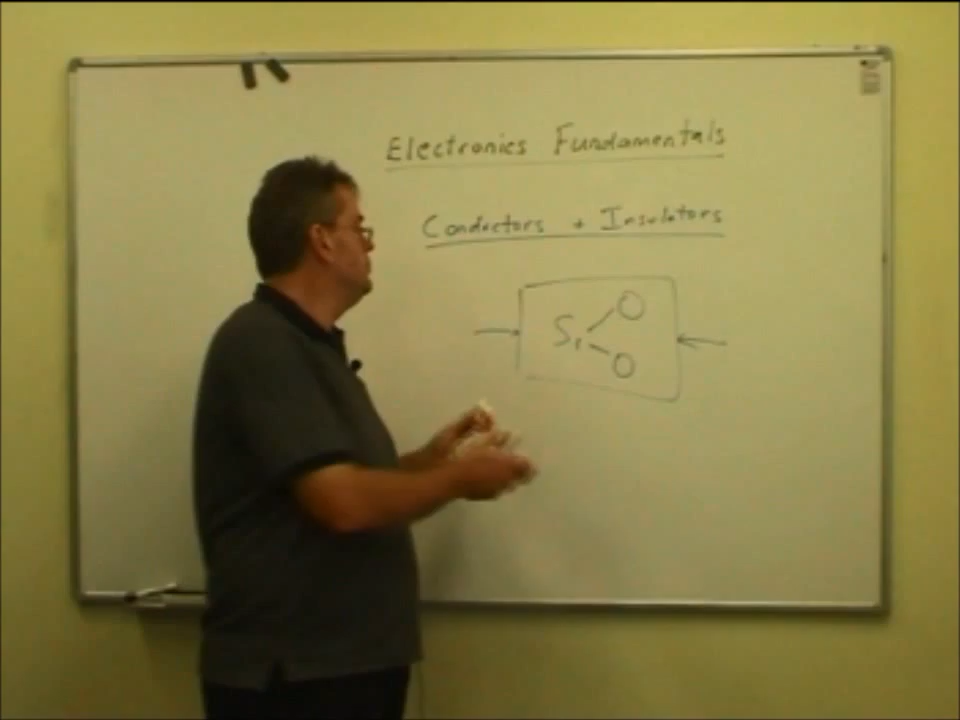 Electronics Fundamentals
Conductors + Insulators
O
Si
O